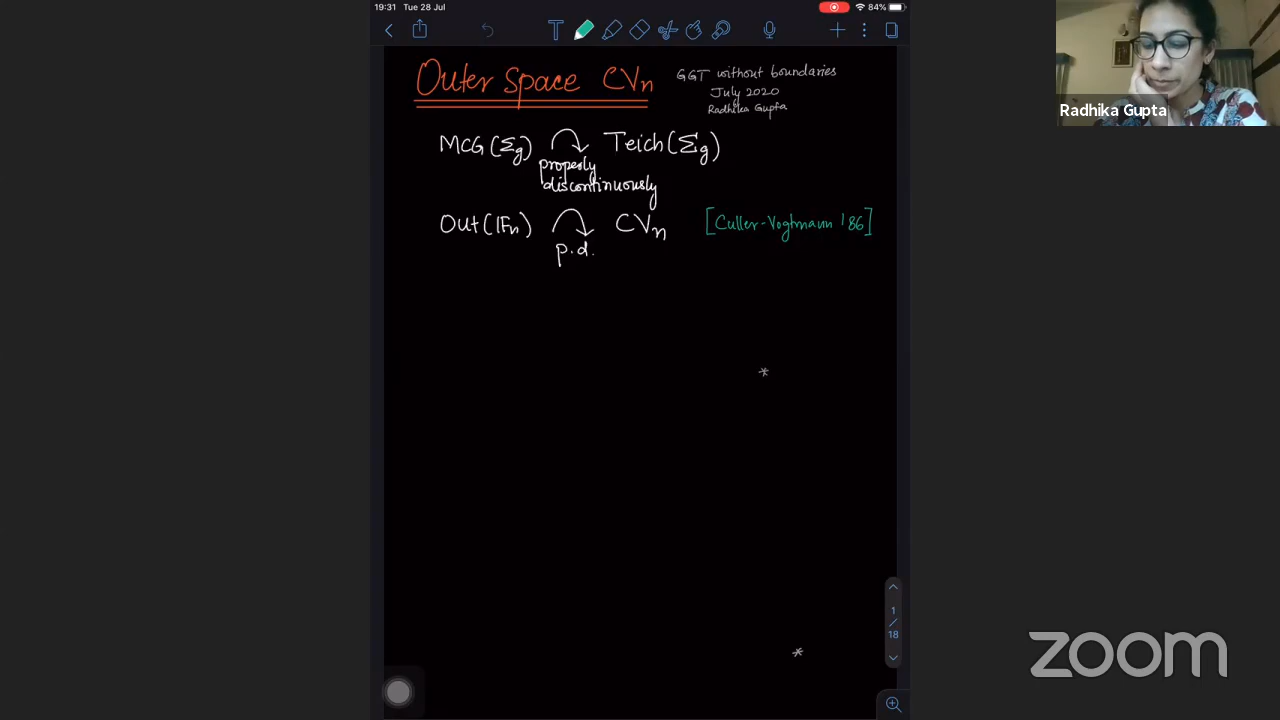 19:31 Tue 28 Jul
84%
Outer space CVn
GGT without boundaries
July 2020
Radhika Gupta
MCG(Σg) Teich(Σg)
properly
discontinuously
Out(Fn) CVn [Culler-Vogtmann '86]
p.d.
*
*
1
/
18
Radhika Gupta
zoom